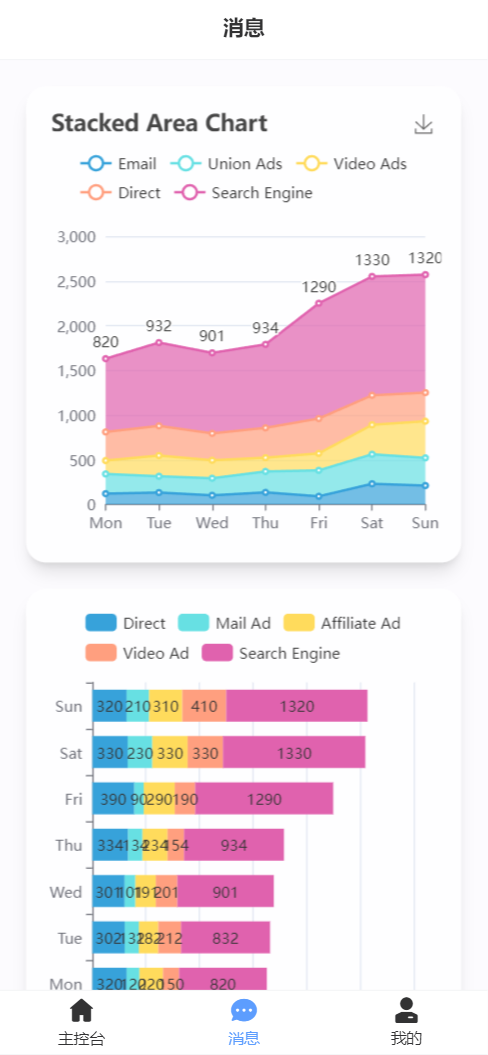 消息
Stacked Area Chart
Email Union Ads Video Ads
Direct Search Engine
3,000
2,500
2,000
1,500
1,000
500
0
820 932 901 934 1290 1330 1320
Mon Tue Wed Thu Fri Sat Sun
Direct Mail Ad Affiliate Ad
Video Ad Search Engine
Sun 320 210 310 410 1320
Sat 330 230 330 330 1330
Fri 390 90 290 190 1290
Thu 334 134 234 154 934
Wed 301 101 191 201 901
Tue 302 132 182 212 832
Mon 320 120 220 150 820
主控台 消息 我的